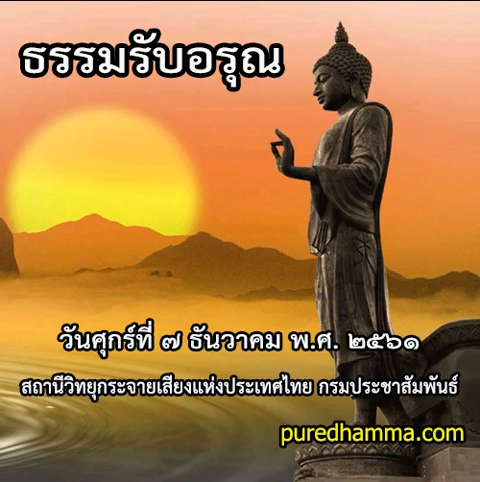 ธรรมรับอรุณ
วันศุกร์ที่ ๗ ธันวาคม พ.ศ. ๒๕๖๑
สถานีวิทยุกระจายเสียงแห่งประเทศไทย กรมประชาสัมพันธ์
puredhamma.com